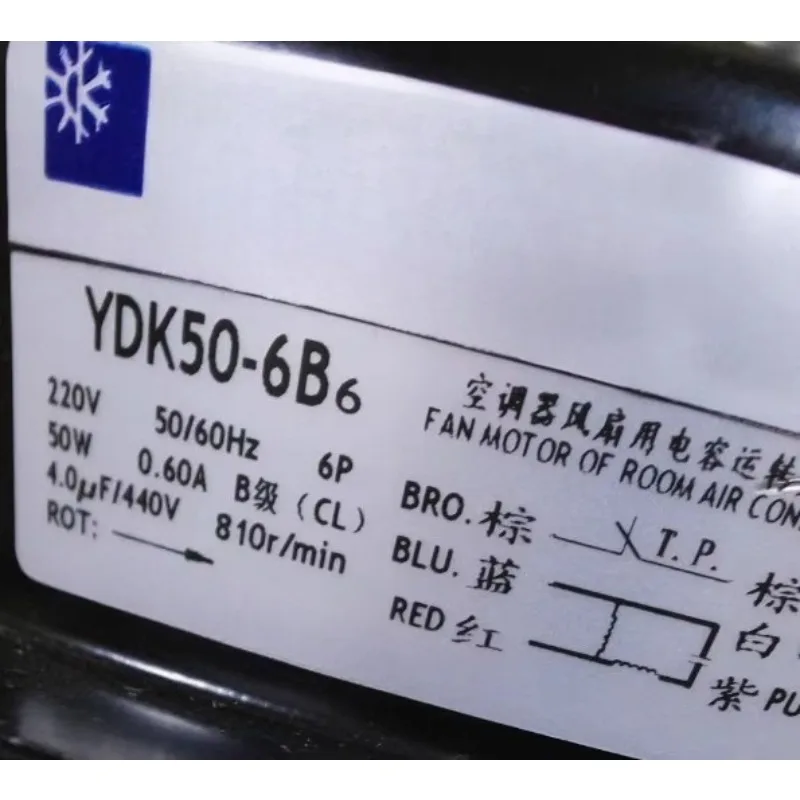 YDK50-6B6
220V 50/60Hz 6P
50W 0.60A B级（CL）
4.0μF/440V 810r/min
ROT:
空调器风扇用电容运转
FAN MOTOR OF ROOM AIR CON
BRO. 棕 T. P. 棕
BLU. 蓝 白
RED 红 紫 PU